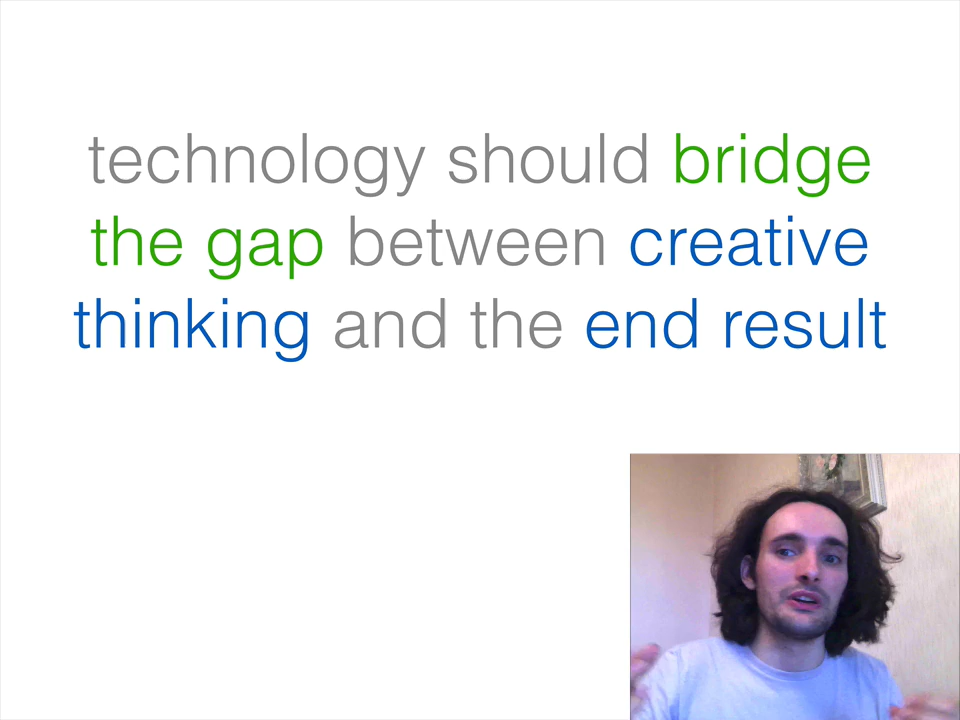 technology should bridge
the gap between creative
thinking and the end result